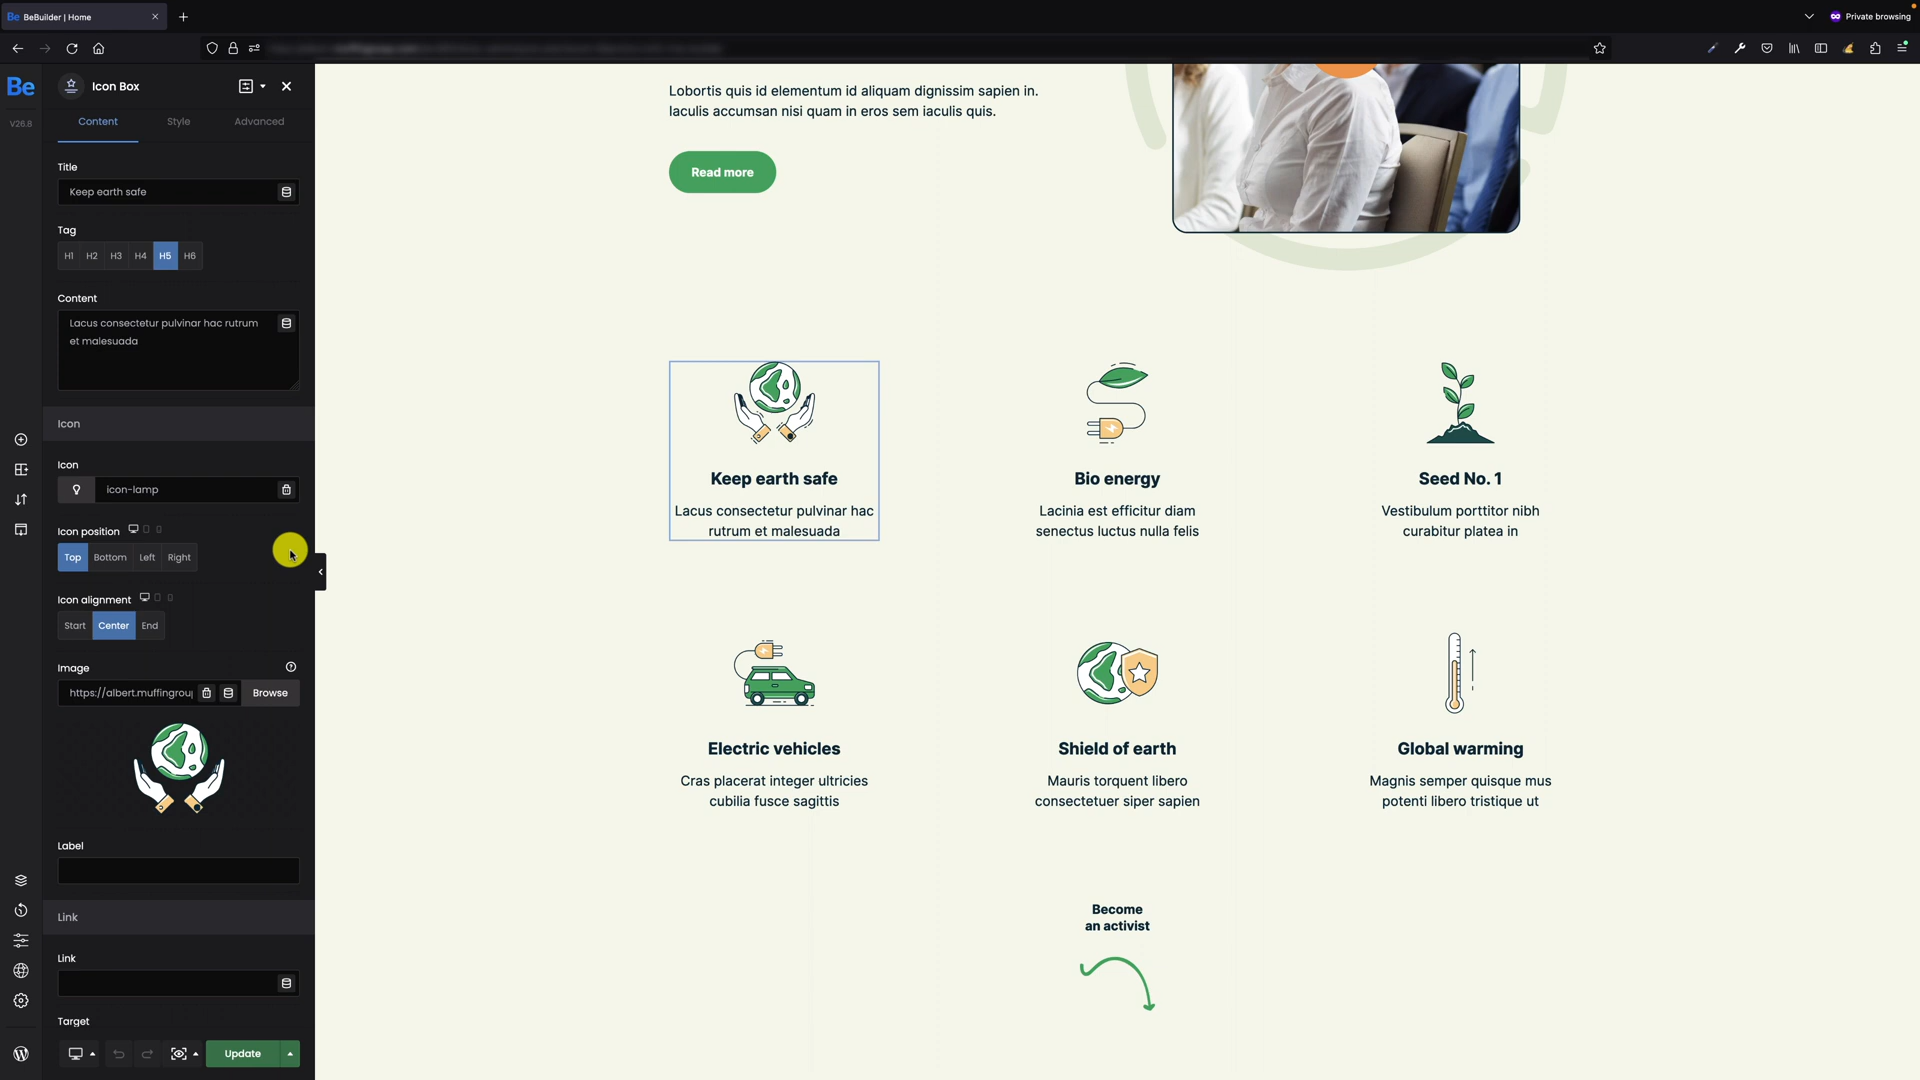 Be BeBuilder | Home
Private browsing
Be
V26.8
Icon Box
Content Style Advanced
Title
Keep earth safe
Tag
H1 H2 H3 H4 H5 H6
Content
Lacus consectetur pulvinar hac rutrum
et malesuada
Icon
Icon
icon-lamp
Icon position
Top Bottom Left Right
Icon alignment
Start Center End
Image
https://albert.muffingrou
Browse
Label
Link
Link
Target
Update
Lobortis quis id elementum id aliquam dignissim sapien in.
Iaculis accumsan nisi quam in eros sem iaculis quis.
Read more
Keep earth safe
Lacus consectetur pulvinar hac
rutrum et malesuada
Bio energy
Lacinia est efficitur diam
senectus luctus nulla felis
Seed No. 1
Vestibulum porttitor nibh
curabitur platea in
Electric vehicles
Cras placerat integer ultricies
cubilia fusce sagittis
Shield of earth
Mauris torquent libero
consectetuer siper sapien
Global warming
Magnis semper quisque mus
potenti libero tristique ut
Become
an activist